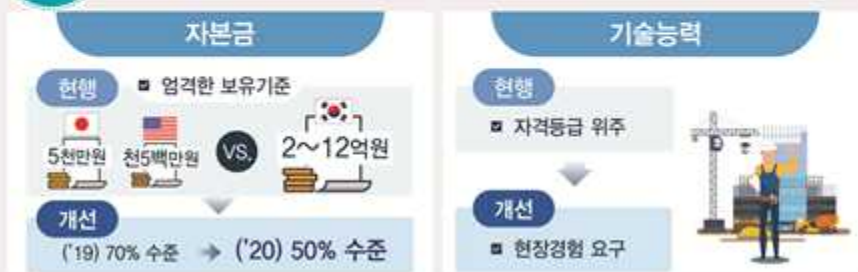 자본금
현행
엄격한 보유기준
5천만원
천5백만원
VS.
2~12억원
개선
('19) 70% 수준 → ('20) 50% 수준
기술능력
현행
자격등급 위주
개선
현장경험 요구